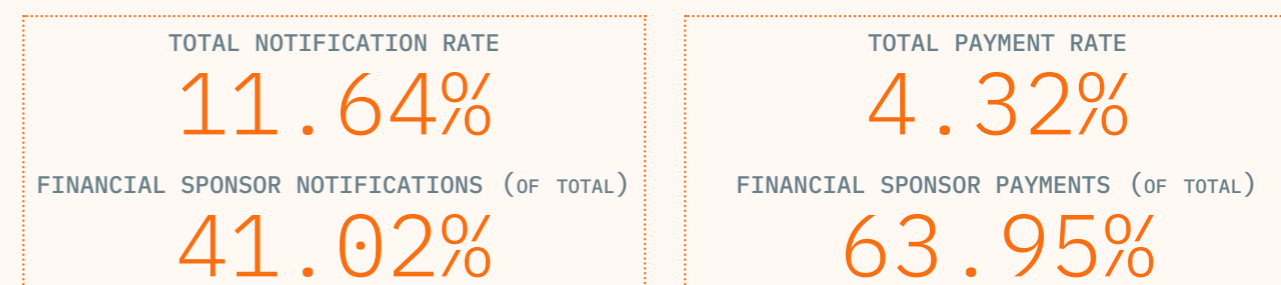 TOTAL NOTIFICATION RATE
11.64%
FINANCIAL SPONSOR NOTIFICATIONS (OF TOTAL)
41.02%
TOTAL PAYMENT RATE
4.32%
FINANCIAL SPONSOR PAYMENTS (OF TOTAL)
63.95%